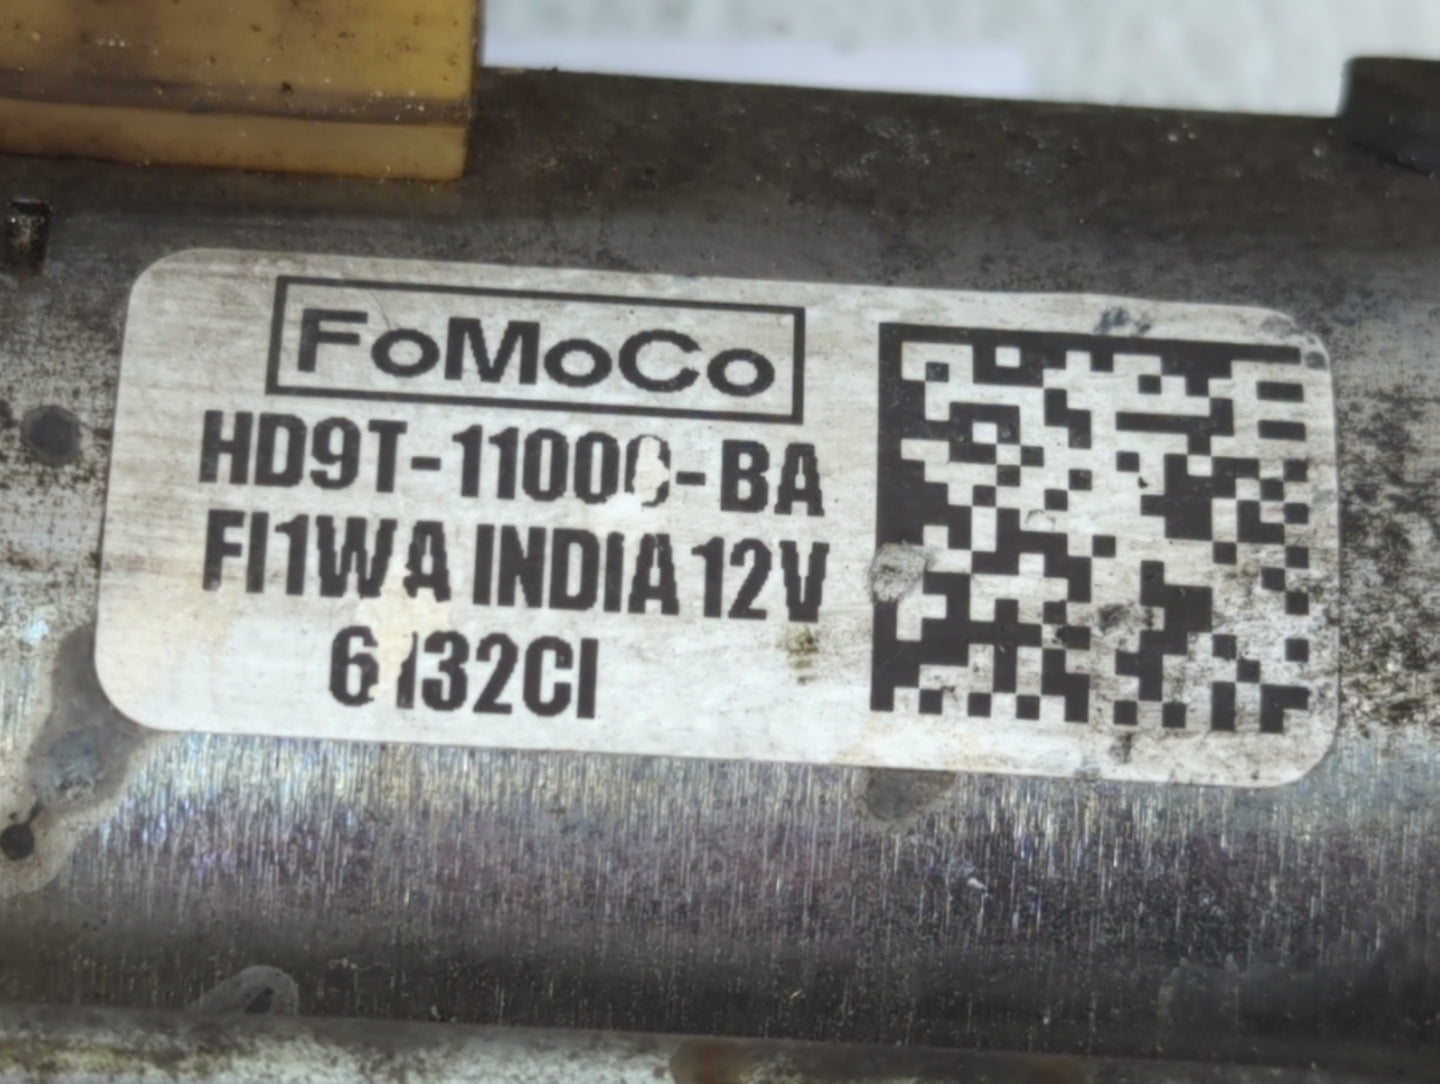 FoMoCo
HD9T-11000-BA
FI1WA INDIA 12V